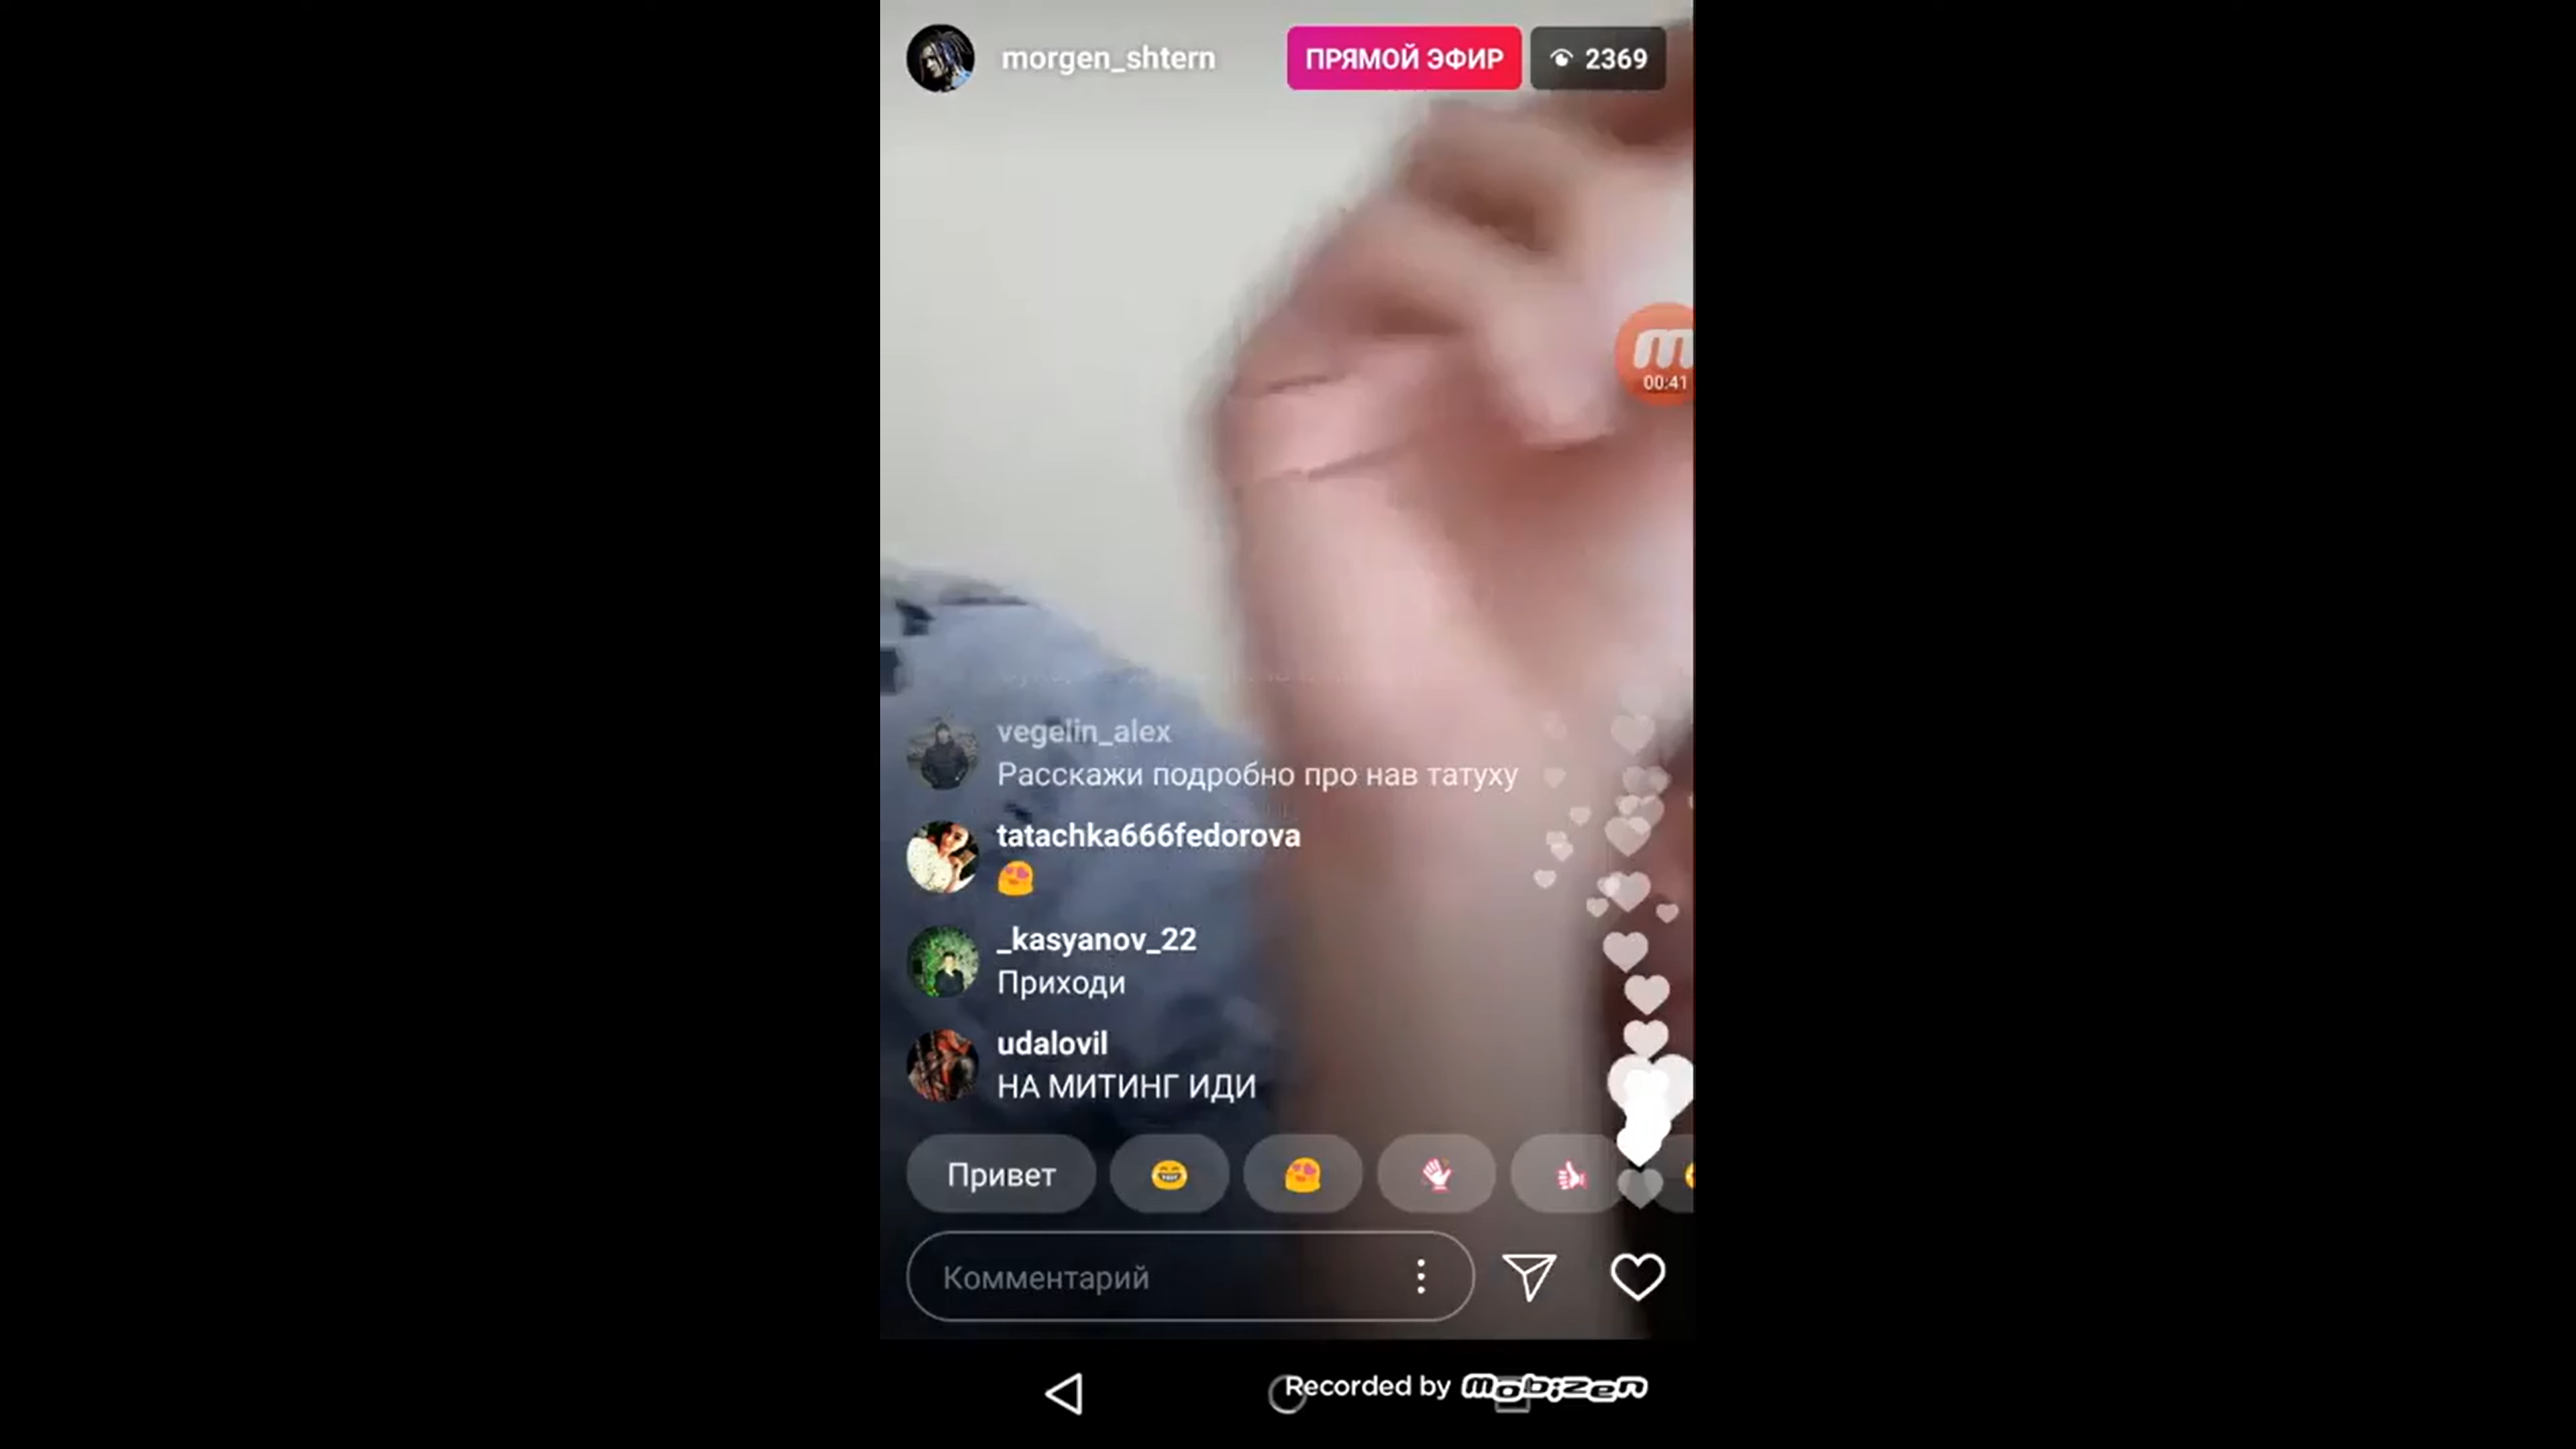 morgen_shtern
ПРЯМОЙ ЭФИР
2369
m
00:41
vegelin_alex
Расскажи подробно про нав татуху
tatachka666fedorova
_kasyanov_22
Приходи
udalovil
НА МИТИНГ ИДИ
Привет
Комментарий
Recorded by mobizen